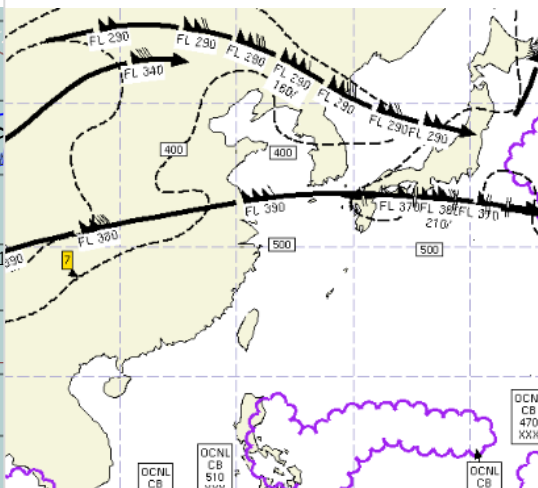 FL 290
FL 290
FL 290
FL 290
160/
FL 290
FL 290
FL 290
FL 340
400
400
FL 390
FL 370
FL 380
FL 390
210/
FL 380
390
500
500
7
OCNL
CB
470
XXX
OCNL
CB
510
XXX
OCNL
CB
OCNL
CB